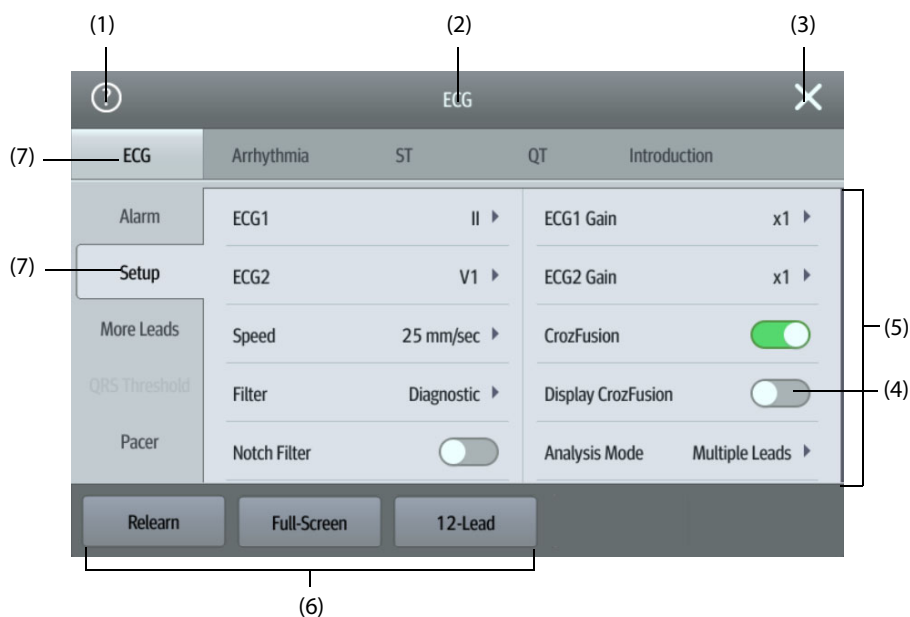 (1) (2) (3)
? ECG
(7) ECG Arrhythmia ST QT Introduction
Alarm ECG1 II ECG1 Gain x1
(7) Setup ECG2 V1 ECG2 Gain x1
More Leads Speed 25 mm/sec CrozFusion
(5)
QRS Threshold Filter Diagnostic Display CrozFusion (4)
Pacer Notch Filter Analysis Mode Multiple Leads
Relearn Full-Screen 12-Lead
(6)